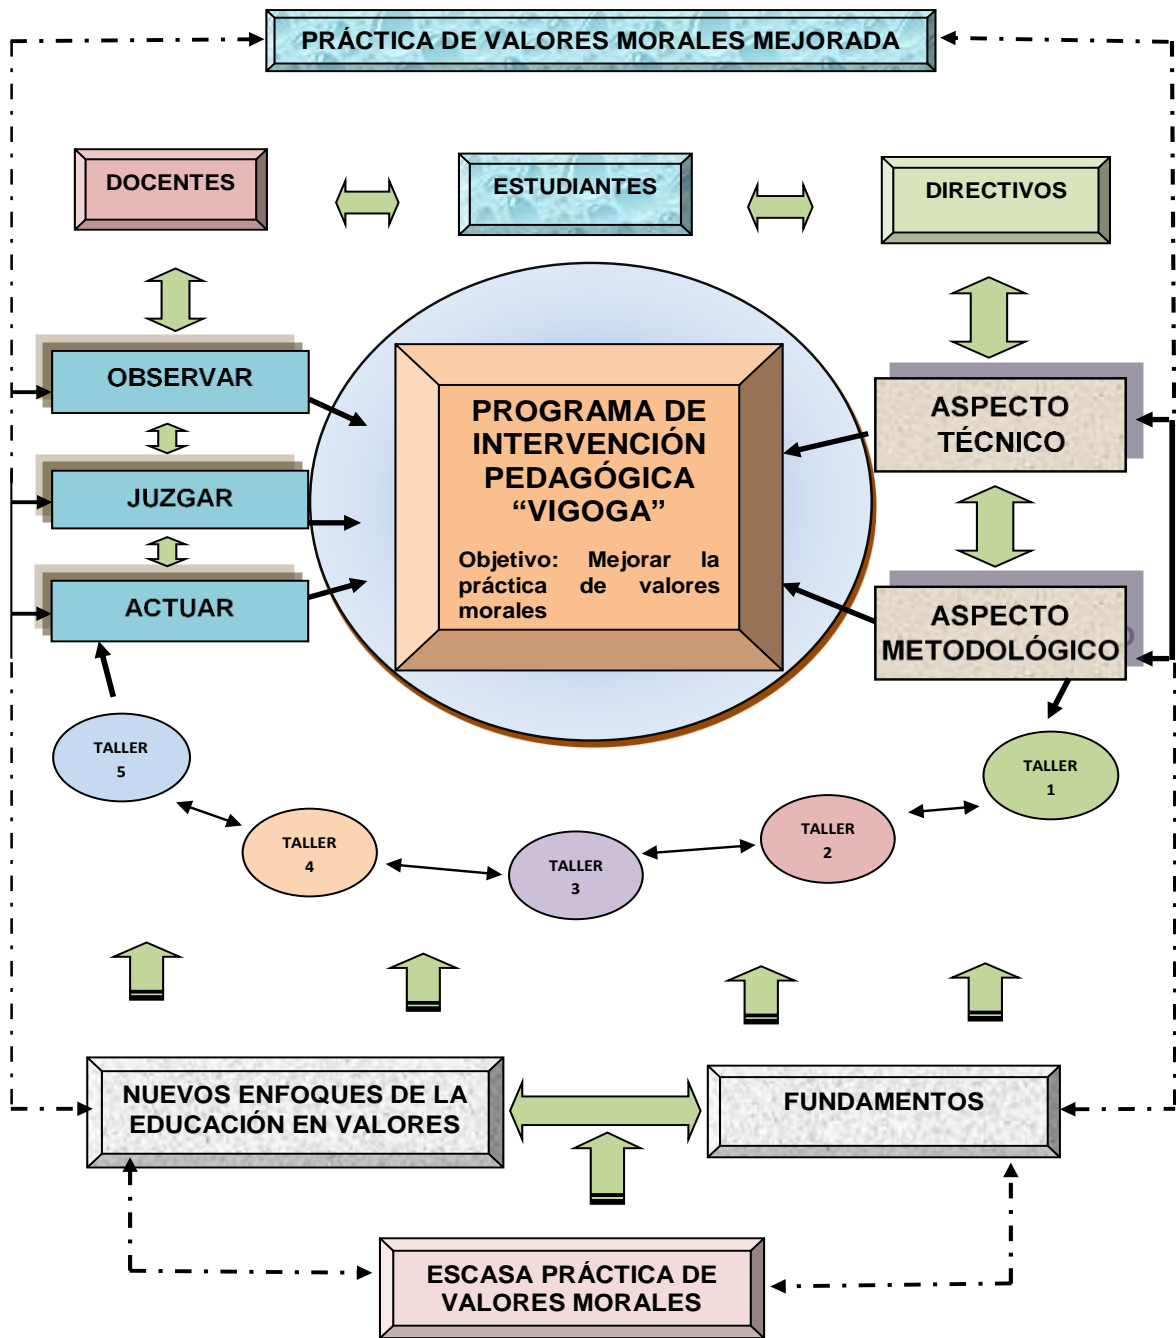 PRÁCTICA DE VALORES MORALES MEJORADA
DOCENTES
ESTUDIANTES
DIRECTIVOS
OBSERVAR
JUZGAR
ACTUAR
PROGRAMA DE
INTERVENCIÓN
PEDAGÓGICA
“VIGOGA”
Objetivo: Mejorar la
práctica de valores
morales
ASPECTO
TÉCNICO
ASPECTO
METODOLÓGICO
TALLER
5
TALLER
4
TALLER
3
TALLER
2
TALLER
1
NUEVOS ENFOQUES DE LA
EDUCACIÓN EN VALORES
FUNDAMENTOS
ESCASA PRÁCTICA DE
VALORES MORALES